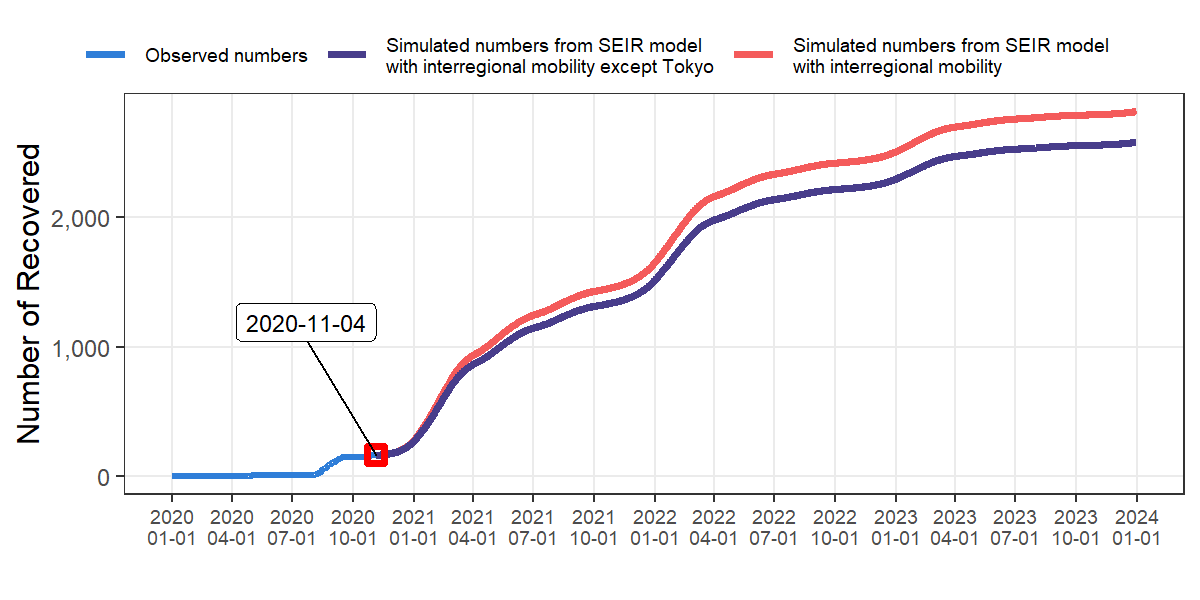 Observed numbers
Simulated numbers from SEIR model
with interregional mobility except Tokyo
Simulated numbers from SEIR model
with interregional mobility
Number of Recovered
2,000
1,000
0
2020-11-04
2020 2020 2020 2020 2021 2021 2021 2021 2022 2022 2022 2022 2023 2023 2023 2023 2024
01-01 04-01 07-01 10-01 01-01 04-01 07-01 10-01 01-01 04-01 07-01 10-01 01-01 04-01 07-01 10-01 01-01